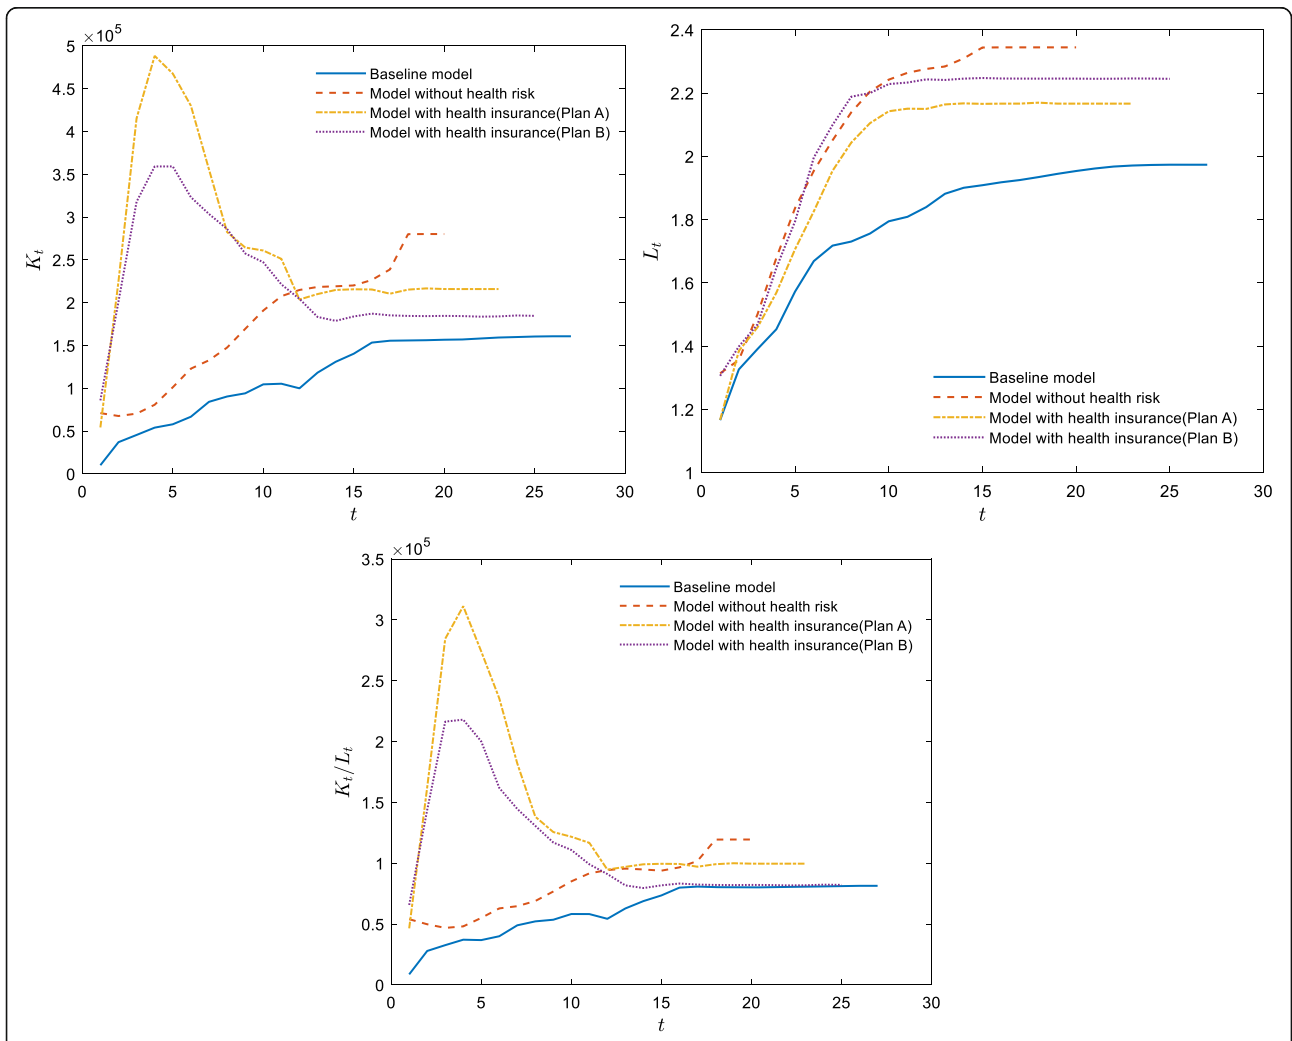 ×10⁵
5
4.5
4
3.5
3
2.5
2
1.5
1
0.5
0
0 5 10 15 20 25 30
K_t
t
Baseline model
Model without health risk
Model with health insurance(Plan A)
Model with health insurance(Plan B)
2.4
2.2
2
1.8
1.6
1.4
1.2
1
0 5 10 15 20 25 30
L_t
t
Baseline model
Model without health risk
Model with health insurance(Plan A)
Model with health insurance(Plan B)
×10⁵
3.5
3
2.5
2
1.5
1
0.5
0
0 5 10 15 20 25 30
K_t/L_t
t
Baseline model
Model without health risk
Model with health insurance(Plan A)
Model with health insurance(Plan B)